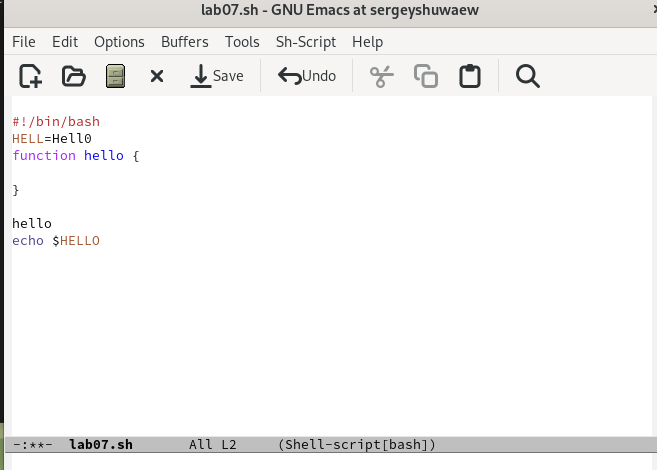 lab07.sh - GNU Emacs at sergeyshuwaew
File Edit Options Buffers Tools Sh-Script Help
Save Undo
#!/bin/bash
HELL=Hell0
function hello {
}
hello
echo $HELLO
-:**- lab07.sh All L2 (Shell-script[bash])